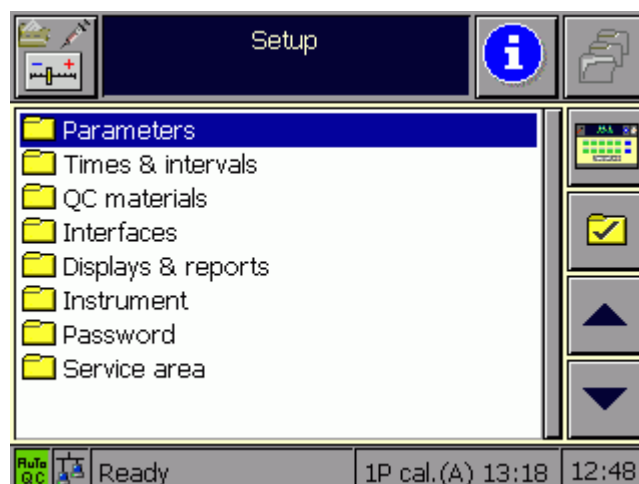 Setup
Parameters
Times & intervals
QC materials
Interfaces
Displays & reports
Instrument
Password
Service area
AuTo QC Ready 1P cal.(A) 13:18 12:48